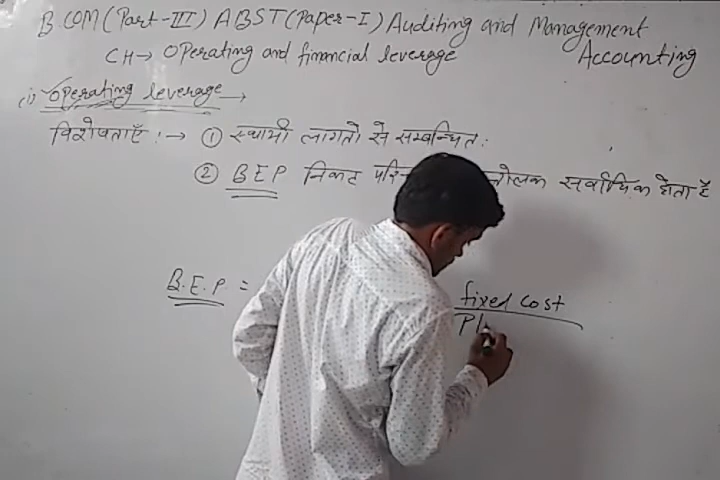 B.COM (Part-III) ABST (Paper-I) Auditing and Management Accounting
CH→ Operating and financial leverage
(i) Operating leverage →
विशेषताएँ :→ ① स्थायी लागतो से सम्बन्धित :
② BEP निकट सर्वाधिक होता है
B.E.P. = fixed cost
P/